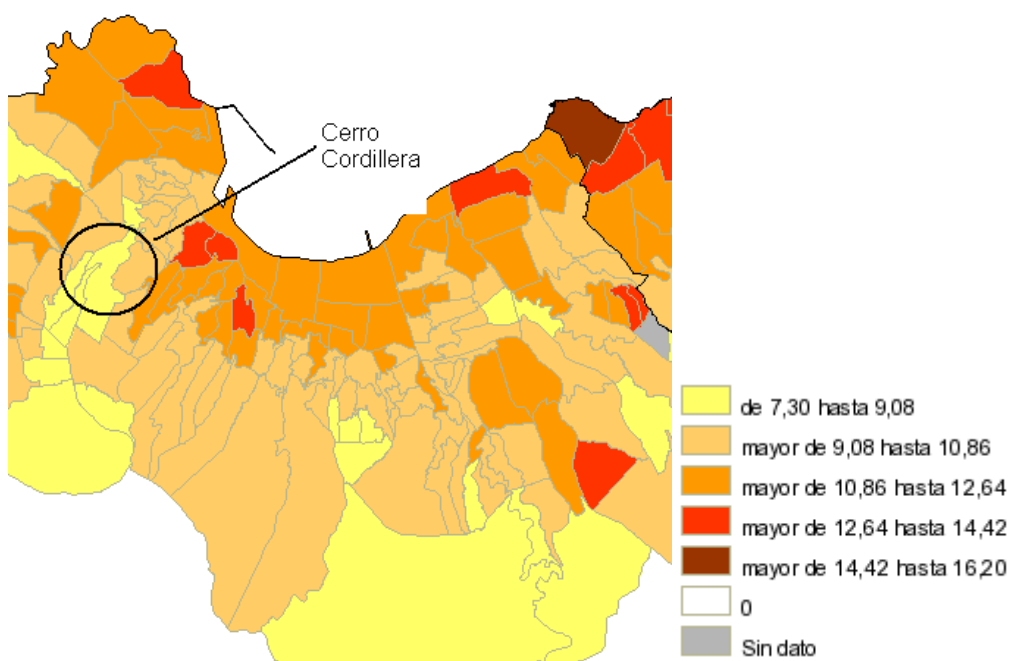 Cerro
Cordillera
de 7,30 hasta 9,08
mayor de 9,08 hasta 10,86
mayor de 10,86 hasta 12,64
mayor de 12,64 hasta 14,42
mayor de 14,42 hasta 16,20
0
Sin dato